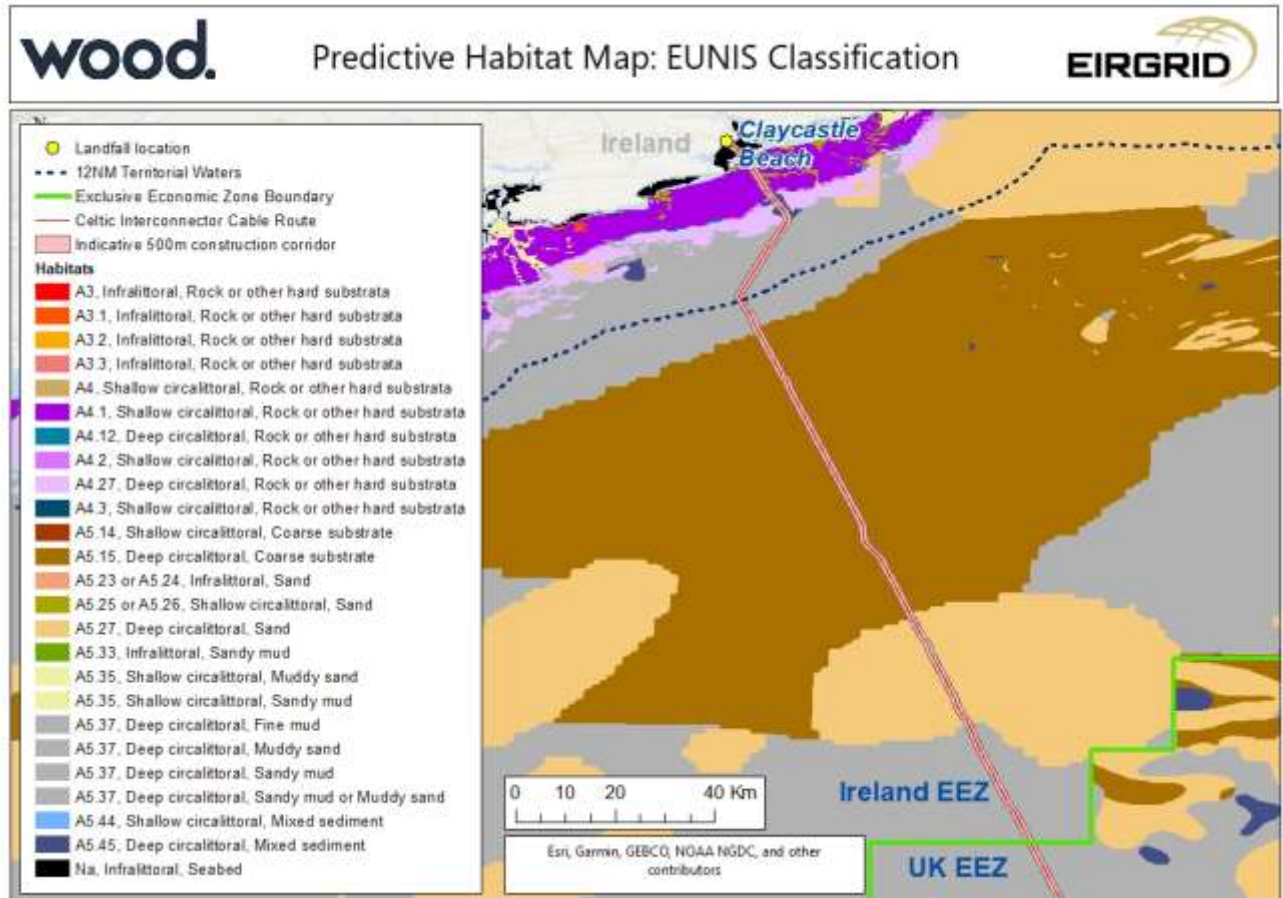 wood.
Predictive Habitat Map: EUNIS Classification
EIRGRID
Landfall location
12NM Territorial Waters
Exclusive Economic Zone Boundary
Celtic Interconnector Cable Route
Indicative 500m construction corridor
Habitats
A3, Infralittoral, Rock or other hard substrata
A3.1, Infralittoral, Rock or other hard substrata
A3.2, Infralittoral, Rock or other hard substrata
A3.3, Infralittoral, Rock or other hard substrata
A4, Shallow circalittoral, Rock or other hard substrata
A4.1, Shallow circalittoral, Rock or other hard substrata
A4.12, Deep circalittoral, Rock or other hard substrata
A4.2, Shallow circalittoral, Rock or other hard substrata
A4.27, Deep circalittoral, Rock or other hard substrata
A4.3, Shallow circalittoral, Rock or other hard substrata
A5.14, Shallow circalittoral, Coarse substrate
A5.15, Deep circalittoral, Coarse substrate
A5.23 or A5.24, Infralittoral, Sand
A5.25 or A5.26, Shallow circalittoral, Sand
A5.27, Deep circalittoral, Sand
A5.33, Infralittoral, Sandy mud
A5.35, Shallow circalittoral, Muddy sand
A5.35, Shallow circalittoral, Sandy mud
A5.37, Deep circalittoral, Fine mud
A5.37, Deep circalittoral, Muddy sand
A5.37, Deep circalittoral, Sandy mud
A5.37, Deep circalittoral, Sandy mud or Muddy sand
A5.44, Shallow circalittoral, Mixed sediment
A5.45, Deep circalittoral, Mixed sediment
Na, Infralittoral, Seabed
Ireland
Claycastle
Beach
0 10 20 40 Km
Esri, Garmin, GEBCO, NOAA NGDC, and other
contributors
Ireland EEZ
UK EEZ